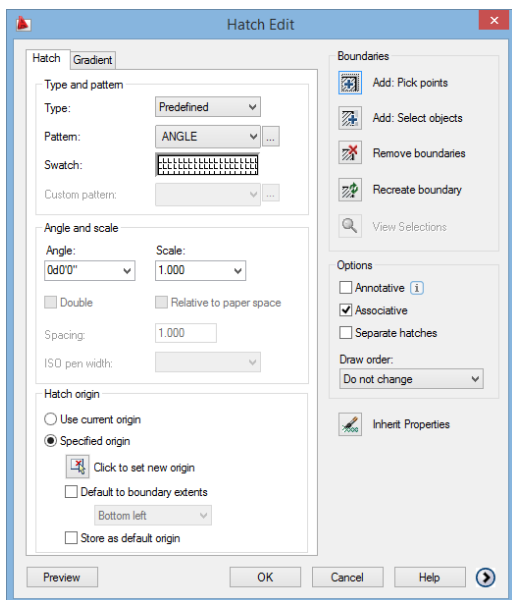 Hatch Edit
Hatch
Gradient
Type and pattern
Type:
Predefined
Pattern:
ANGLE
...
Swatch:
Custom pattern:
...
Angle and scale
Angle:
Scale:
0d0'0"
1.000
Double
Relative to paper space
Spacing:
1.000
ISO pen width:
Hatch origin
Use current origin
Specified origin
Click to set new origin
Default to boundary extents
Bottom left
Store as default origin
Boundaries
Add: Pick points
Add: Select objects
Remove boundaries
Recreate boundary
View Selections
Options
Annotative
i
Associative
Separate hatches
Draw order:
Do not change
Inherit Properties
Preview
OK
Cancel
Help